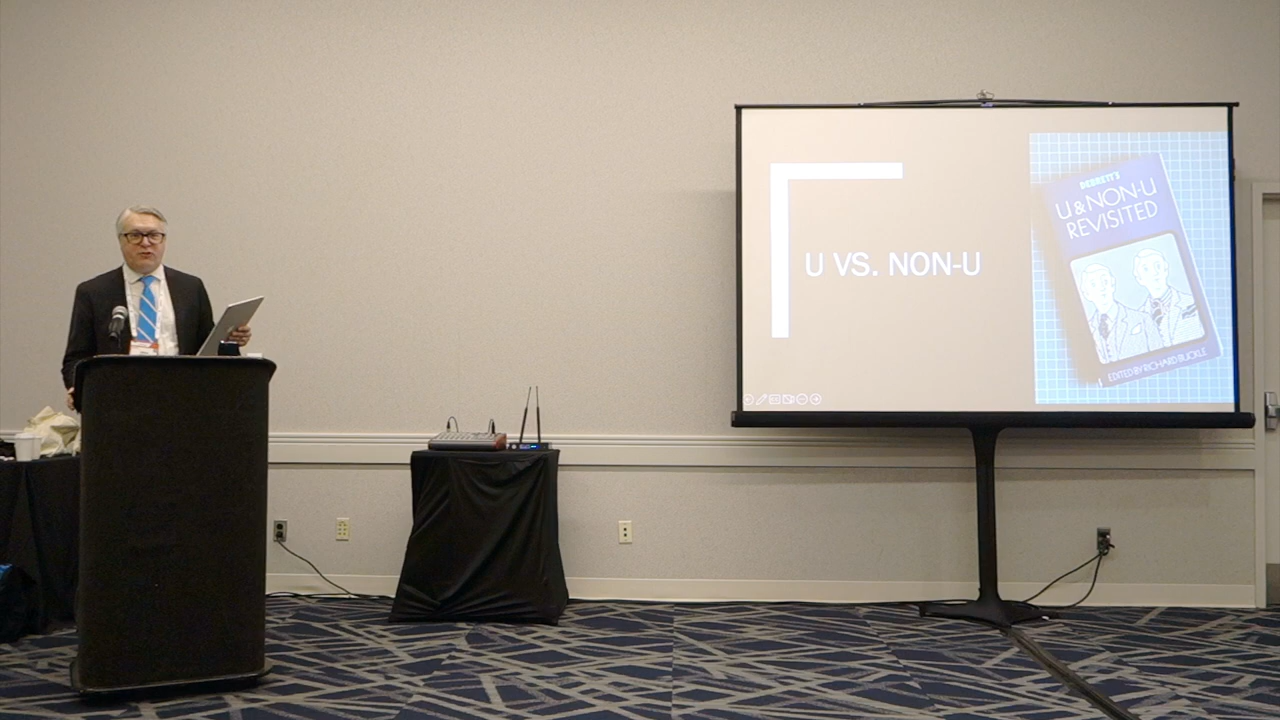 U VS. NON-U
DEBRETT'S
U & NON-U
REVISITED
EDITED BY RICHARD BUCKLE